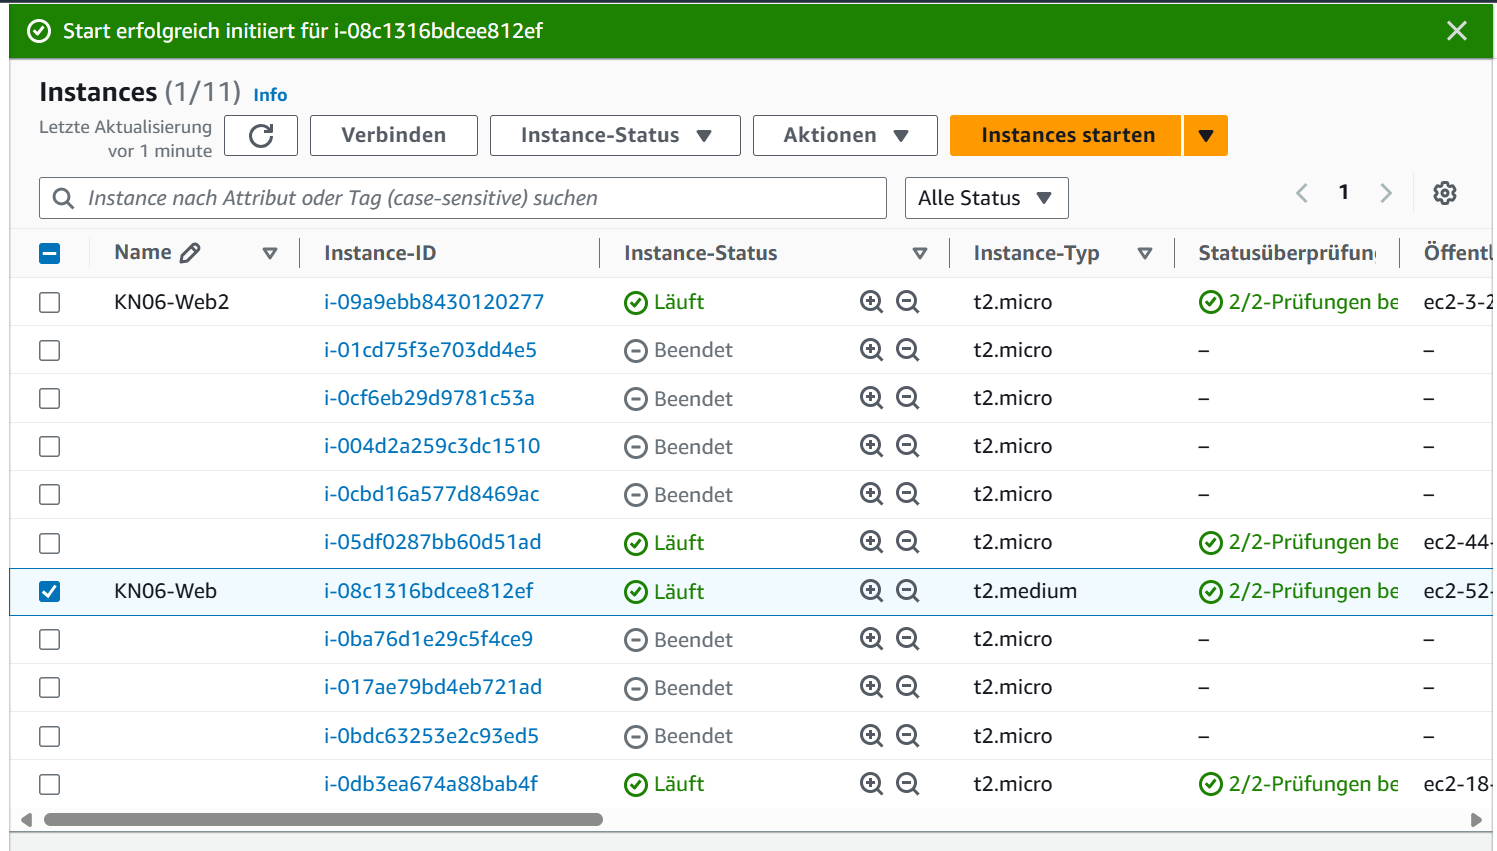 Start erfolgreich initiiert für i-08c1316bdcee812ef
Instances (1/11) Info
Letzte Aktualisierung
vor 1 minute
Verbinden
Instance-Status
Aktionen
Instances starten
Instance nach Attribut oder Tag (case-sensitive) suchen
Alle Status
1
Name Instance-ID Instance-Status Instance-Typ Statusüberprüfun Öffentl
KN06-Web2 i-09a9ebb8430120277 Läuft t2.micro 2/2-Prüfungen be ec2-3-2
i-01cd75f3e703dd4e5 Beendet t2.micro – –
i-0cf6eb29d9781c53a Beendet t2.micro – –
i-004d2a259c3dc1510 Beendet t2.micro – –
i-0cbd16a577d8469ac Beendet t2.micro – –
i-05df0287bb60d51ad Läuft t2.micro 2/2-Prüfungen be ec2-44-
KN06-Web i-08c1316bdcee812ef Läuft t2.medium 2/2-Prüfungen be ec2-52-
i-0ba76d1e29c5f4ce9 Beendet t2.micro – –
i-017ae79bd4eb721ad Beendet t2.micro – –
i-0bdc63253e2c93ed5 Beendet t2.micro – –
i-0db3ea674a88bab4f Läuft t2.micro 2/2-Prüfungen be ec2-18-